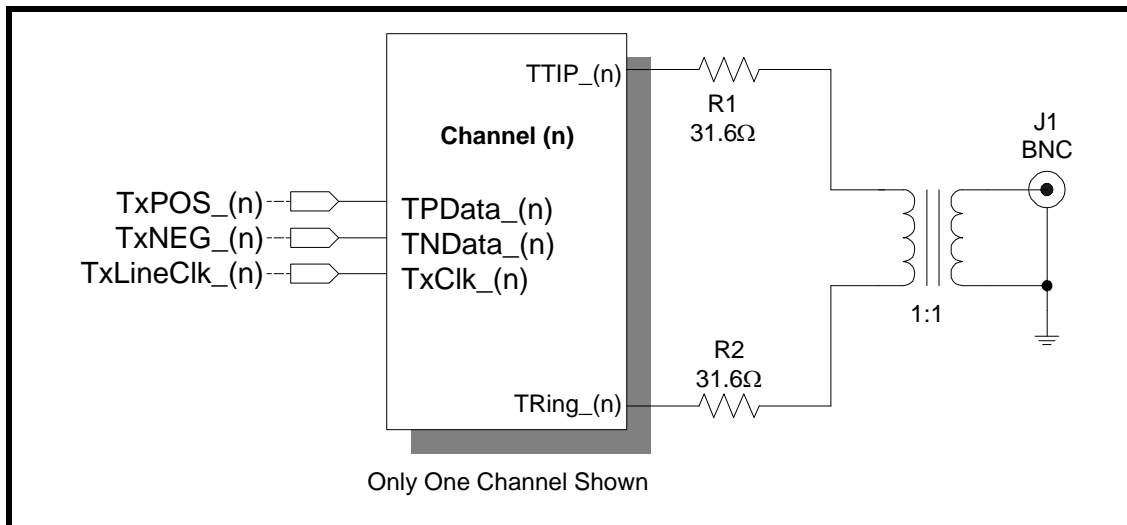 TTIP_(n)
R1
31.6Ω
Channel (n)
J1
BNC
TxPOS_(n)
TPData_(n)
TxNEG_(n)
TNData_(n)
TxLineClk_(n)
TxClk_(n)
1:1
R2
31.6Ω
TRing_(n)
Only One Channel Shown